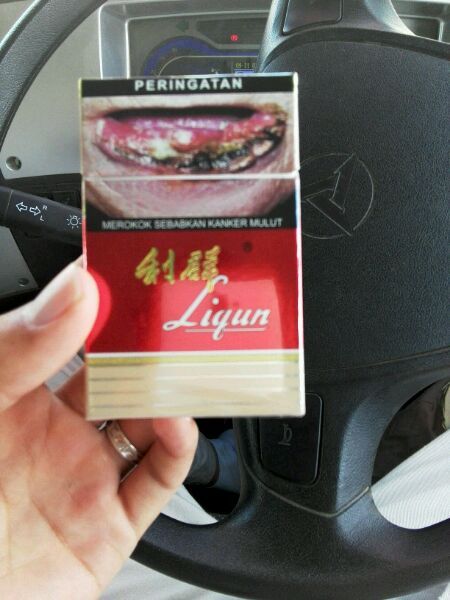 PERINGATAN
MEROKOK SEBABKAN KANKER MULUT
利群
®
Liqun